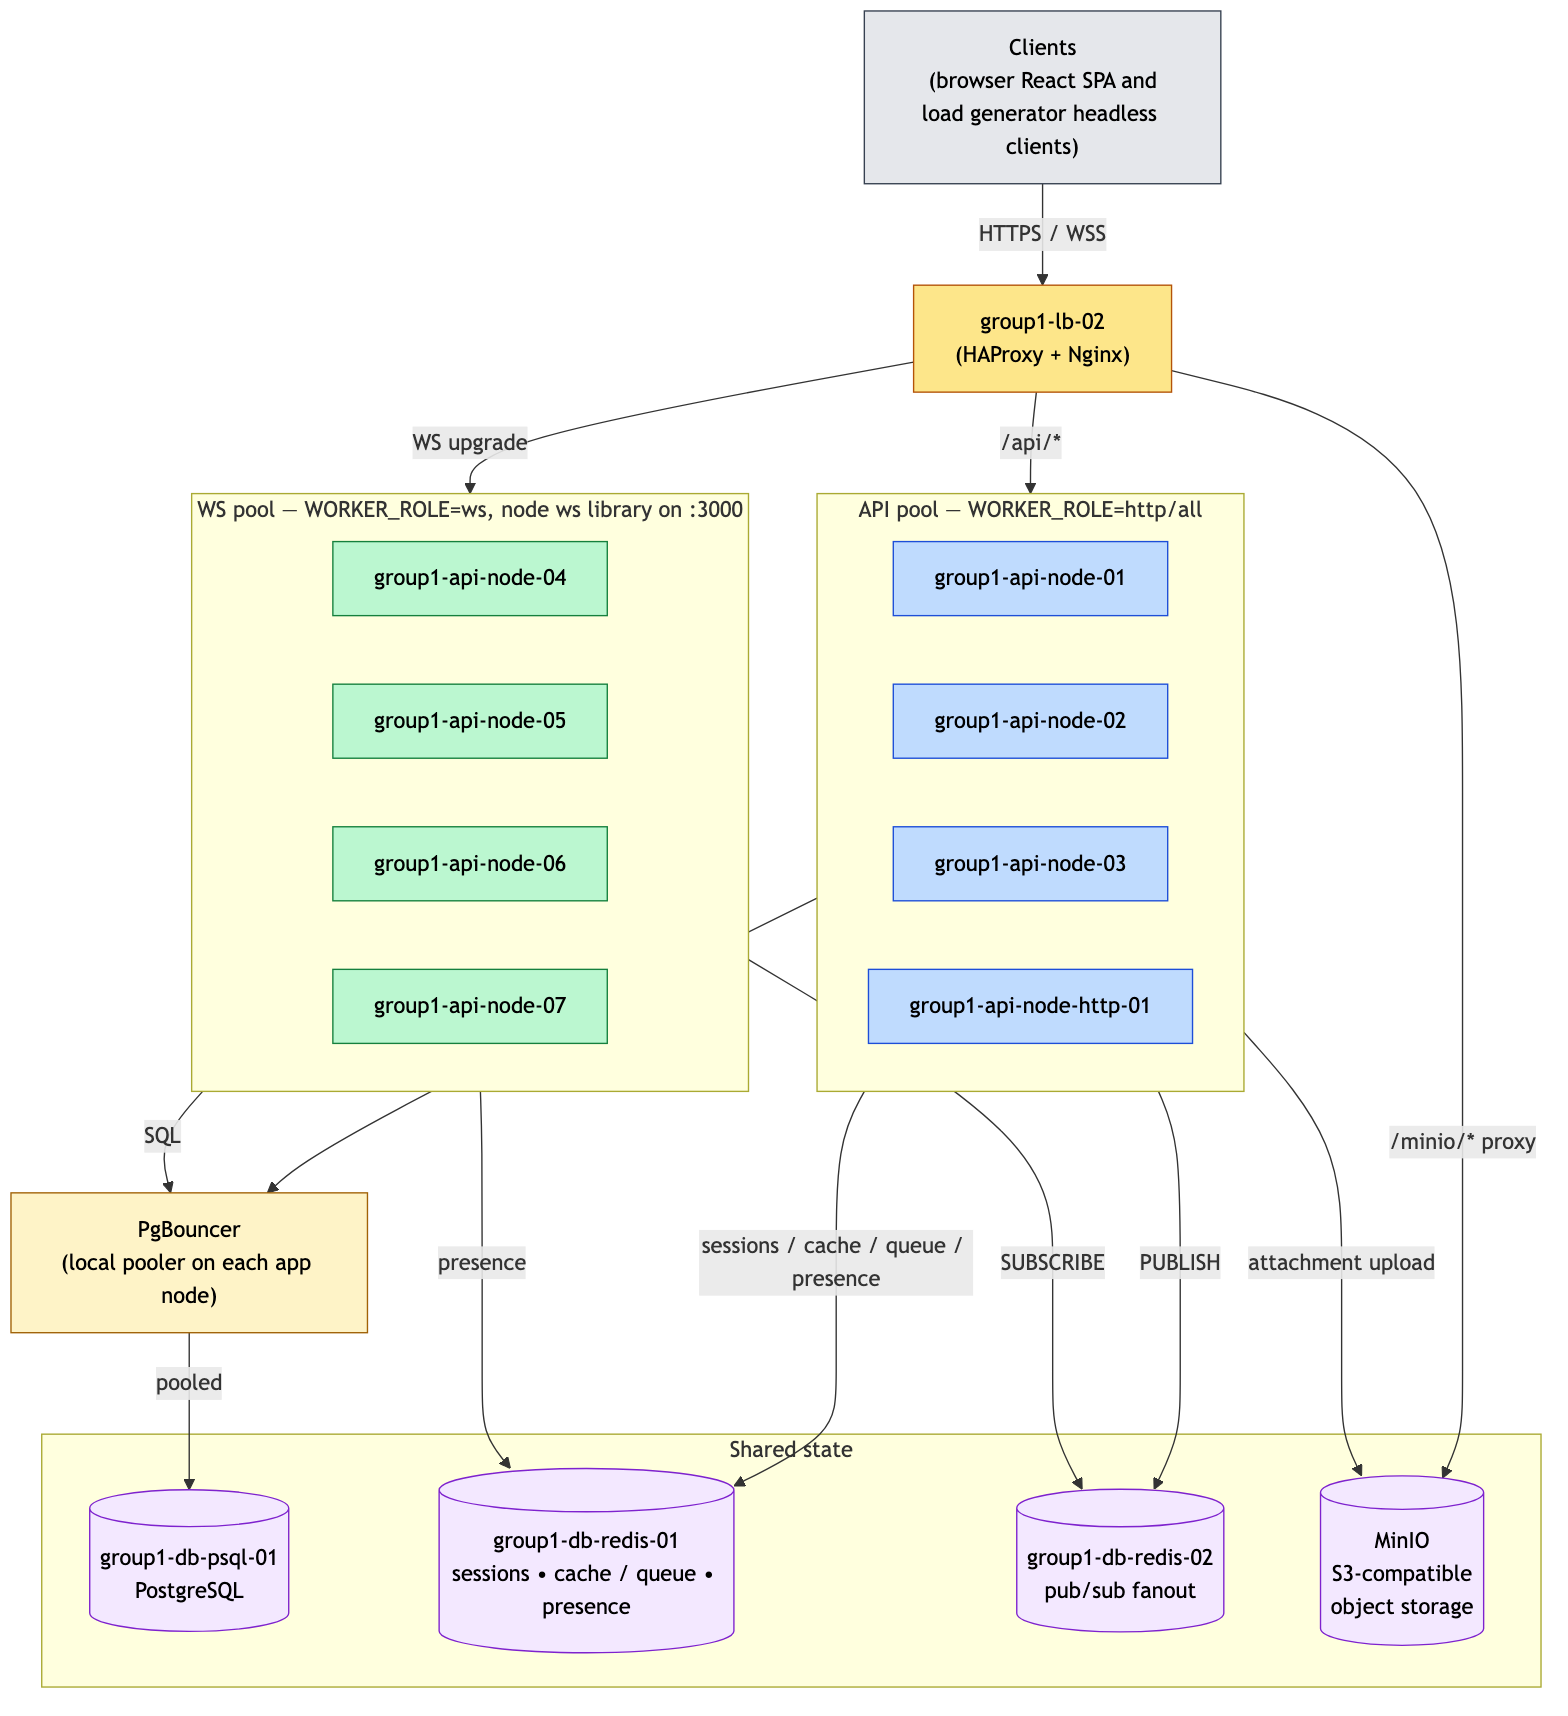 Clients
(browser React SPA and
load generator headless
clients)
HTTPS / WSS
group1-lb-02
(HAProxy + Nginx)
WS upgrade
/api/*
WS pool — WORKER_ROLE=ws, node ws library on :3000
API pool — WORKER_ROLE=http/all
group1-api-node-04
group1-api-node-01
group1-api-node-05
group1-api-node-02
group1-api-node-06
group1-api-node-03
group1-api-node-07
group1-api-node-http-01
SQL
/minio/* proxy
PgBouncer
(local pooler on each app
node)
presence
sessions / cache / queue /
presence
SUBSCRIBE
PUBLISH
attachment upload
pooled
Shared state
group1-db-psql-01
PostgreSQL
group1-db-redis-01
sessions • cache / queue •
presence
group1-db-redis-02
pub/sub fanout
MinIO
S3-compatible
object storage